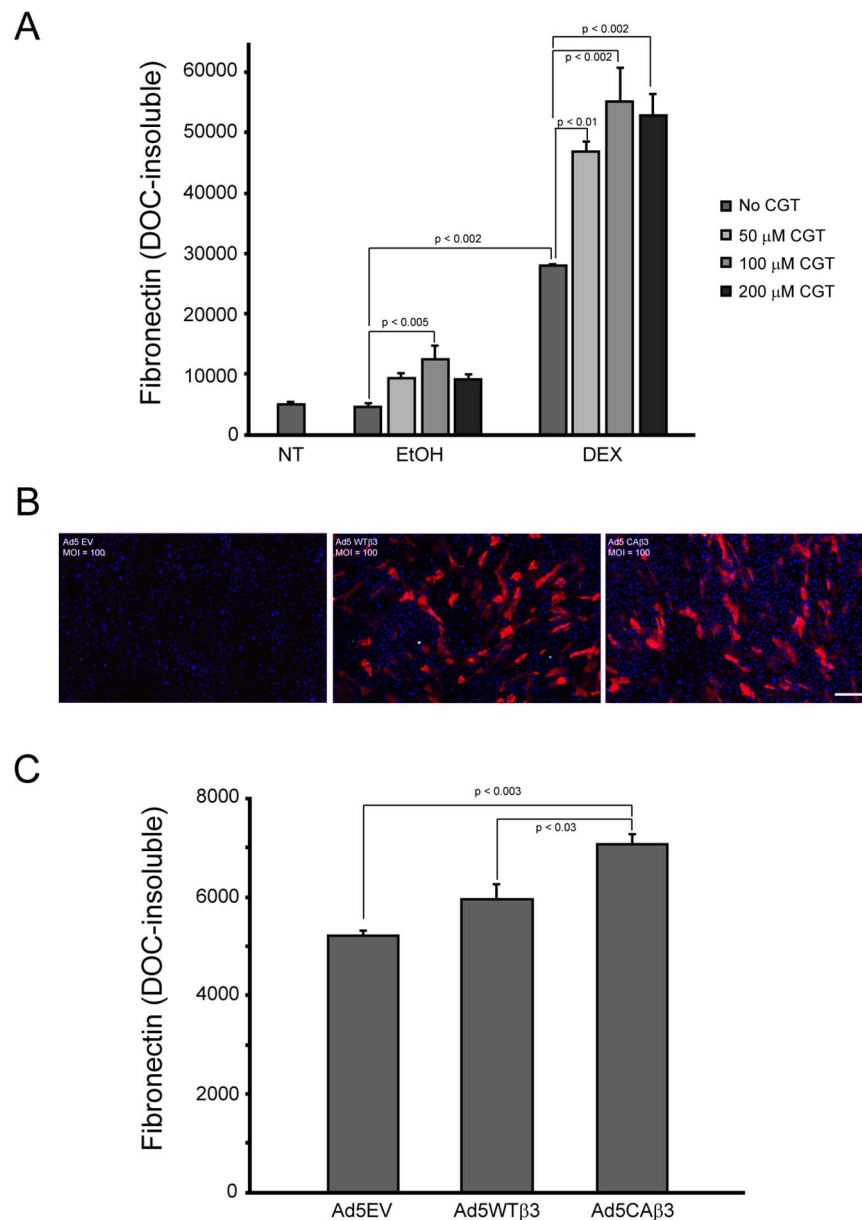 A
Fibronectin (DOC-insoluble)
60000
50000
40000
30000
20000
10000
0
p < 0.002
p < 0.002
p < 0.01
p < 0.002
p < 0.005
NT
EtOH
DEX
No CGT
50 μM CGT
100 μM CGT
200 μM CGT
B
Ad5 EV
MOI = 100
Ad5 WTβ3
MOI = 100
Ad5 CAβ3
MOI = 100
C
Fibronectin (DOC-insoluble)
8000
6000
4000
2000
0
p < 0.003
p < 0.03
Ad5EV
Ad5WTβ3
Ad5CAβ3